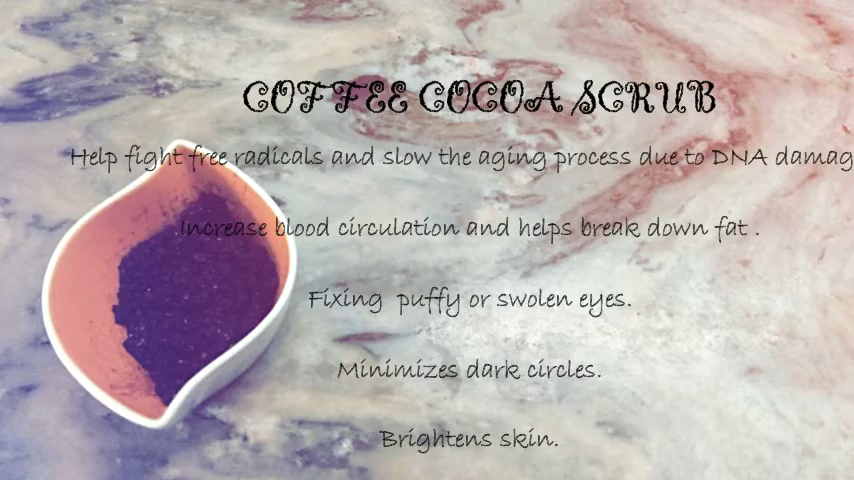 COFFEE COCOA SCRUB
Help fight free radicals and slow the aging process due to DNA damag
Increase blood circulation and helps break down fat .
Fixing puffy or swolen eyes.
Minimizes dark circles.
Brightens skin.